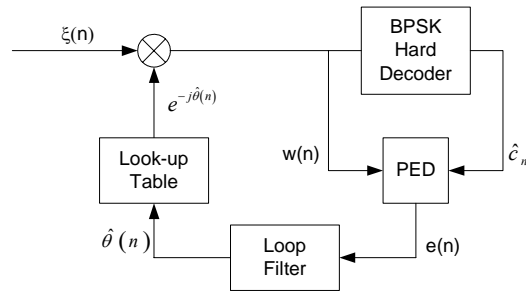 ξ(n)
BPSK
Hard
Decoder
e^{-jθ̂(n)}
w(n)
ĉ_n
Look-up
Table
PED
θ̂(n)
Loop
Filter
e(n)